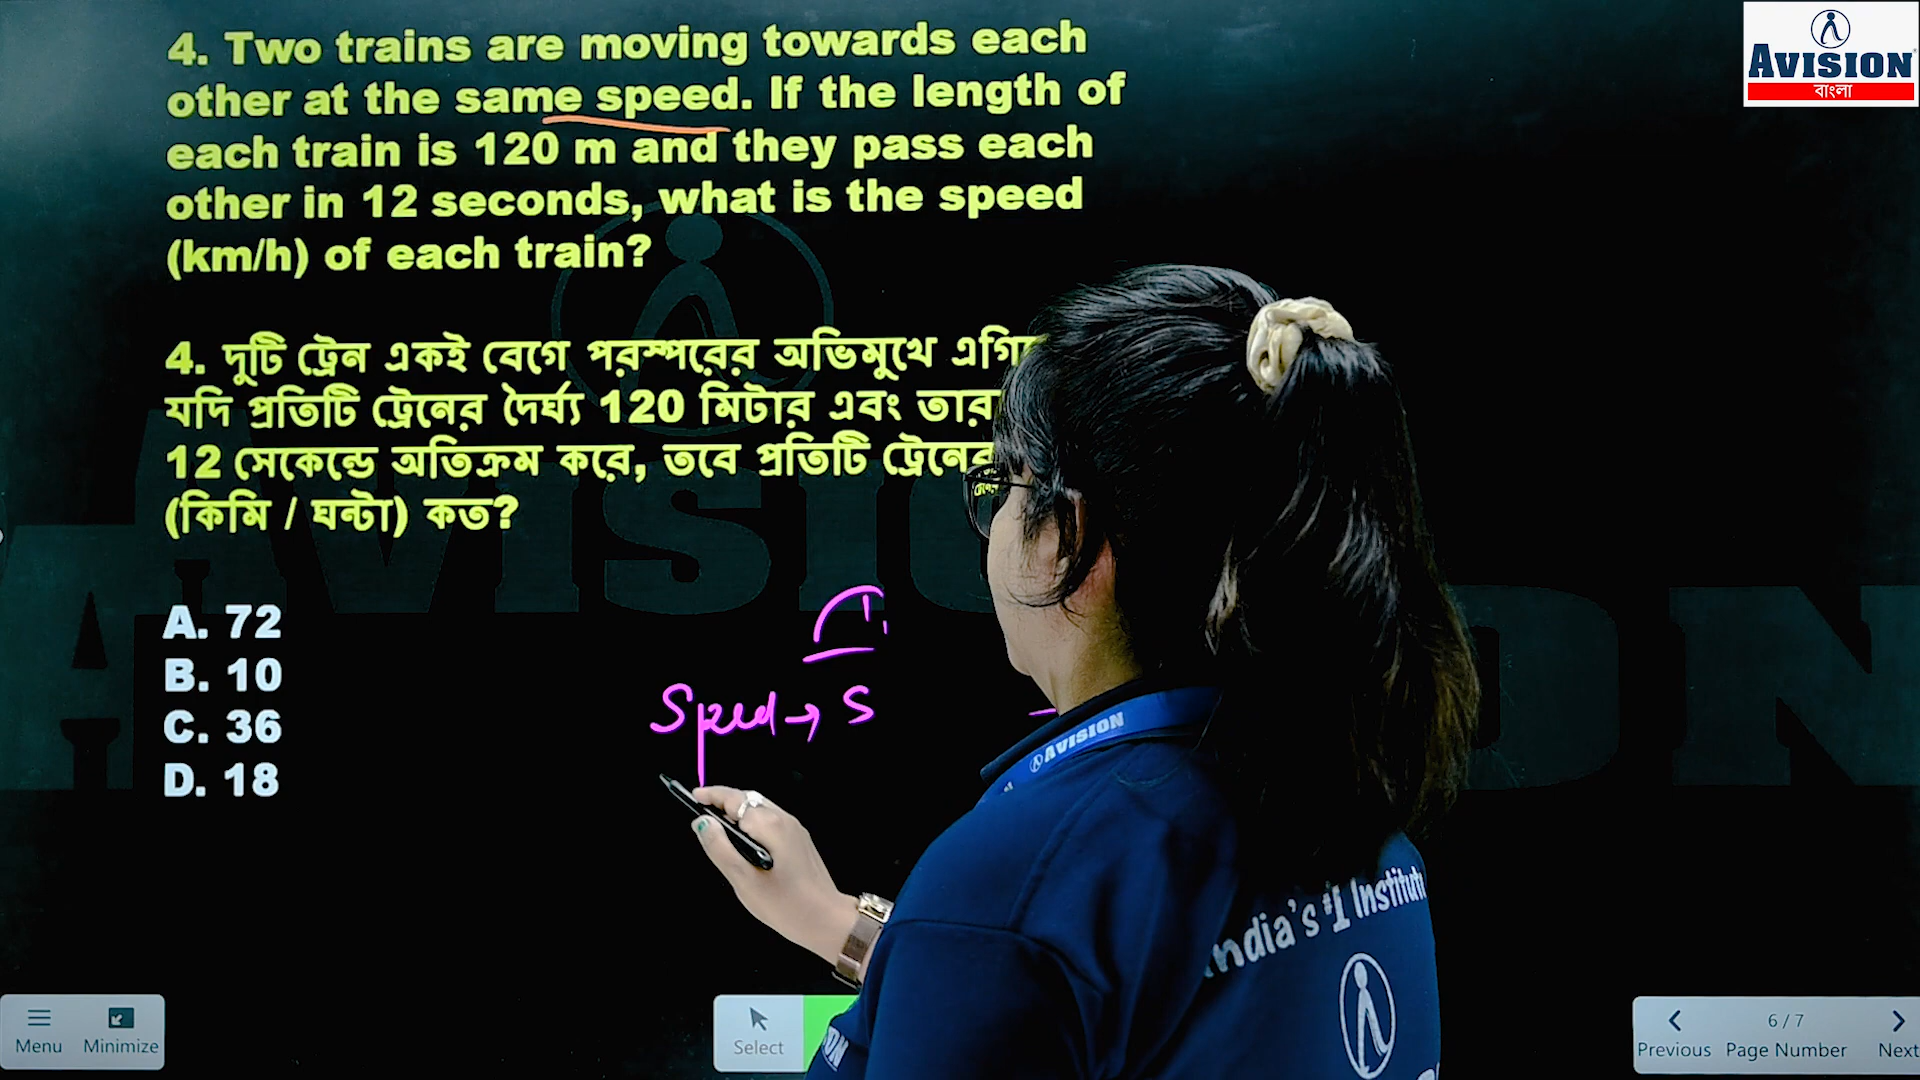 4. Two trains are moving towards each
other at the same speed. If the length of
each train is 120 m and they pass each
other in 12 seconds, what is the speed
(km/h) of each train?
4. দুটি ট্রেন একই বেগে পরস্পরের অভিমুখে
যদি প্রতিটি ট্রেনের দৈর্ঘ্য 120 মিটার এবং
12 সেকেন্ডে অতিক্রম করে, তবে প্রতিটি ট্রেনের
(কিমি / ঘন্টা) কত?
A. 72
B. 10
C. 36
D. 18
Speed → S
AVISION
বাংলা
AVISION
India's #1 Institute
Menu
Minimize
Select
6 / 7
Previous
Page Number
Next